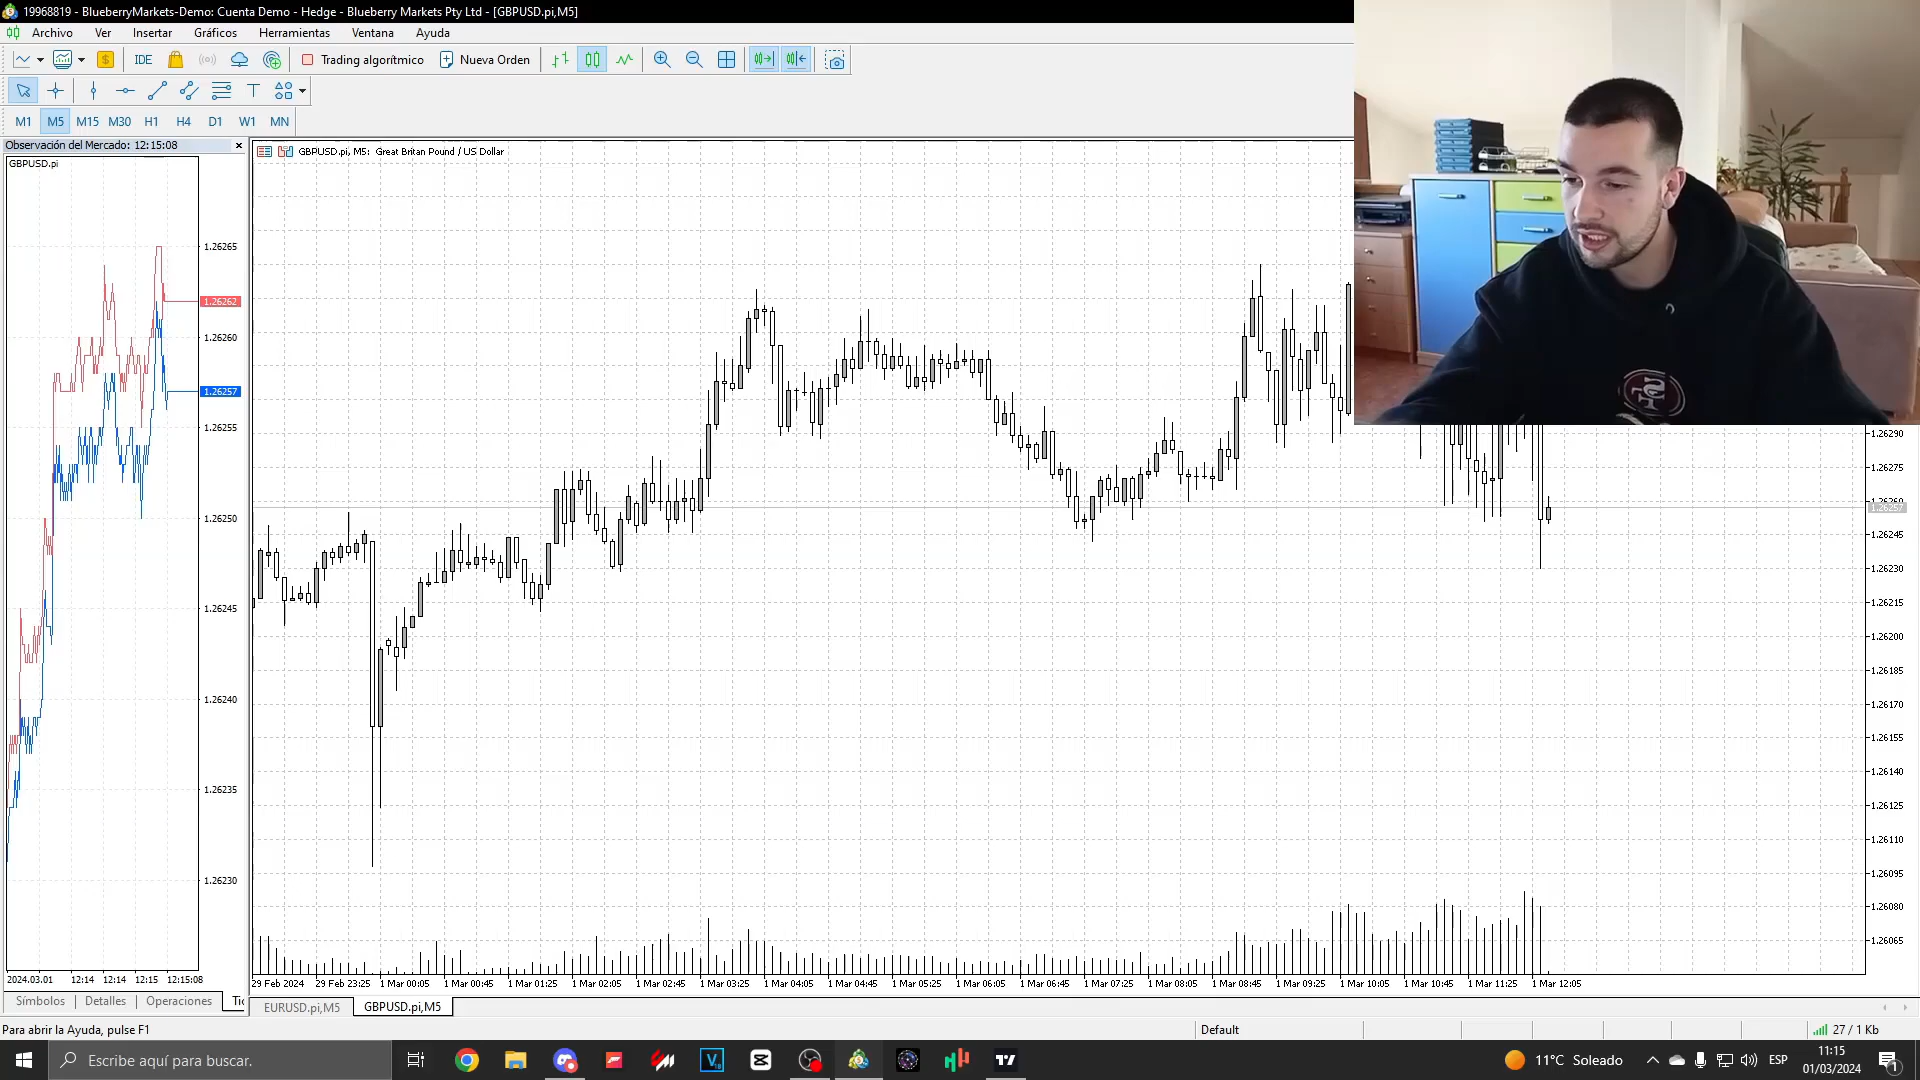 19968819 - BlueberryMarkets-Demo: Cuenta Demo - Hedge - Blueberry Markets Pty Ltd - [GBPUSD.pi,M5]
Archivo Ver Insertar Gráficos Herramientas Ventana Ayuda
IDE Trading algorítmico Nueva Orden
M1 M5 M15 M30 H1 H4 D1 W1 MN
Observación del Mercado: 12:15:08
GBPUSD.pi
GBPUSD.pi, M5: Great Britan Pound / US Dollar
1.26265
1.26262
1.26260
1.26257
1.26255
1.26250
1.26245
1.26240
1.26235
1.26230
1.26290
1.26275
1.26260
1.26257
1.26245
1.26230
1.26215
1.26200
1.26185
1.26170
1.26155
1.26140
1.26125
1.26110
1.26095
1.26080
1.26065
2024.03.01 12:14 12:14 12:15 12:15:08
29 Feb 2024 29 Feb 23:25 1 Mar 00:05 1 Mar 00:45 1 Mar 01:25 1 Mar 02:05 1 Mar 02:45 1 Mar 03:25 1 Mar 04:05 1 Mar 04:45 1 Mar 05:25 1 Mar 06:05 1 Mar 06:45 1 Mar 07:25 1 Mar 08:05 1 Mar 08:45 1 Mar 09:25 1 Mar 10:05 1 Mar 10:45 1 Mar 11:25 1 Mar 12:05
Símbolos Detalles Operaciones Tic
EURUSD.pi,M5 GBPUSD.pi,M5
Para abrir la Ayuda, pulse F1 Default 27 / 1 Kb
Escribe aquí para buscar.
11°C Soleado ESP
11:15
01/03/2024
1